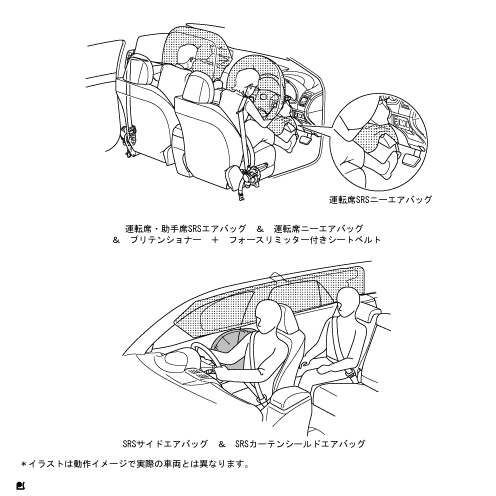 運転席SRSニーエアバッグ
運転席・助手席SRSエアバッグ　&　運転席ニーエアバッグ
&　プリテンショナー　＋　フォースリミッター付きシートベルト
SRSサイドエアバッグ　&　SRSカーテンシールドエアバッグ
＊イラストは動作イメージで実際の車両とは異なります。